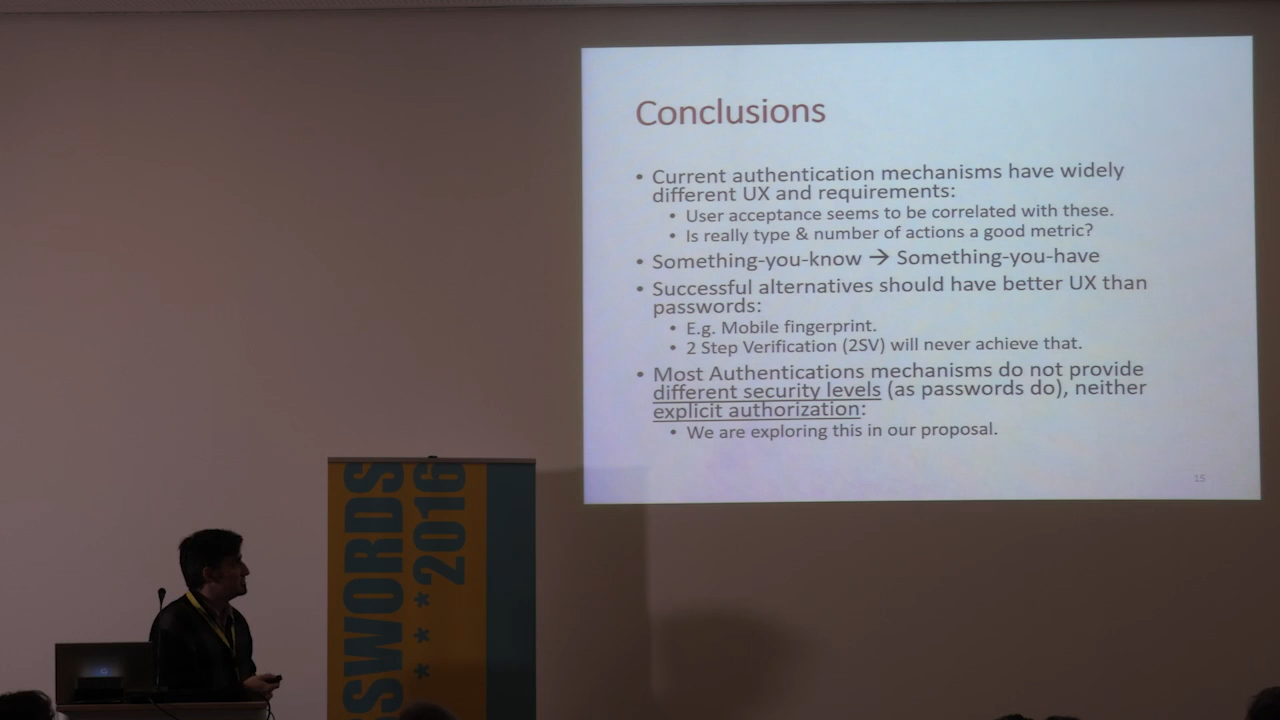 Conclusions
• Current authentication mechanisms have widely
different UX and requirements:
• User acceptance seems to be correlated with these.
• Is really type & number of actions a good metric?
• Something-you-know → Something-you-have
• Successful alternatives should have better UX than
passwords:
• E.g. Mobile fingerprint.
• 2 Step Verification (2SV) will never achieve that.
• Most Authentications mechanisms do not provide
different security levels (as passwords do), neither
explicit authorization:
• We are exploring this in our proposal.
15
SSWORDS
* * *2016